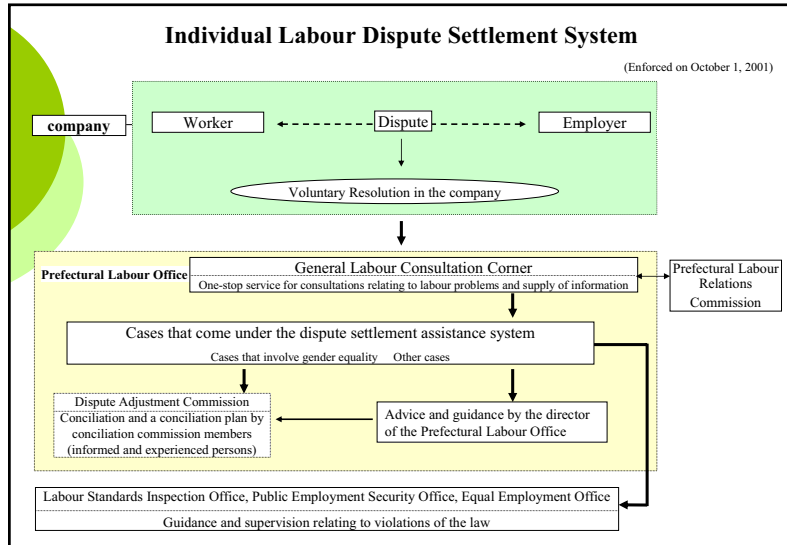 Individual Labour Dispute Settlement System
(Enforced on October 1, 2001)
company
Worker
Dispute
Employer
Voluntary Resolution in the company
Prefectural Labour Office
General Labour Consultation Corner
One-stop service for consultations relating to labour problems and supply of information
Prefectural Labour
Relations
Commission
Cases that come under the dispute settlement assistance system
Cases that involve gender equality Other cases
Dispute Adjustment Commission
Conciliation and a conciliation plan by
conciliation commission members
(informed and experienced persons)
Advice and guidance by the director
of the Prefectural Labour Office
Labour Standards Inspection Office, Public Employment Security Office, Equal Employment Office
Guidance and supervision relating to violations of the law